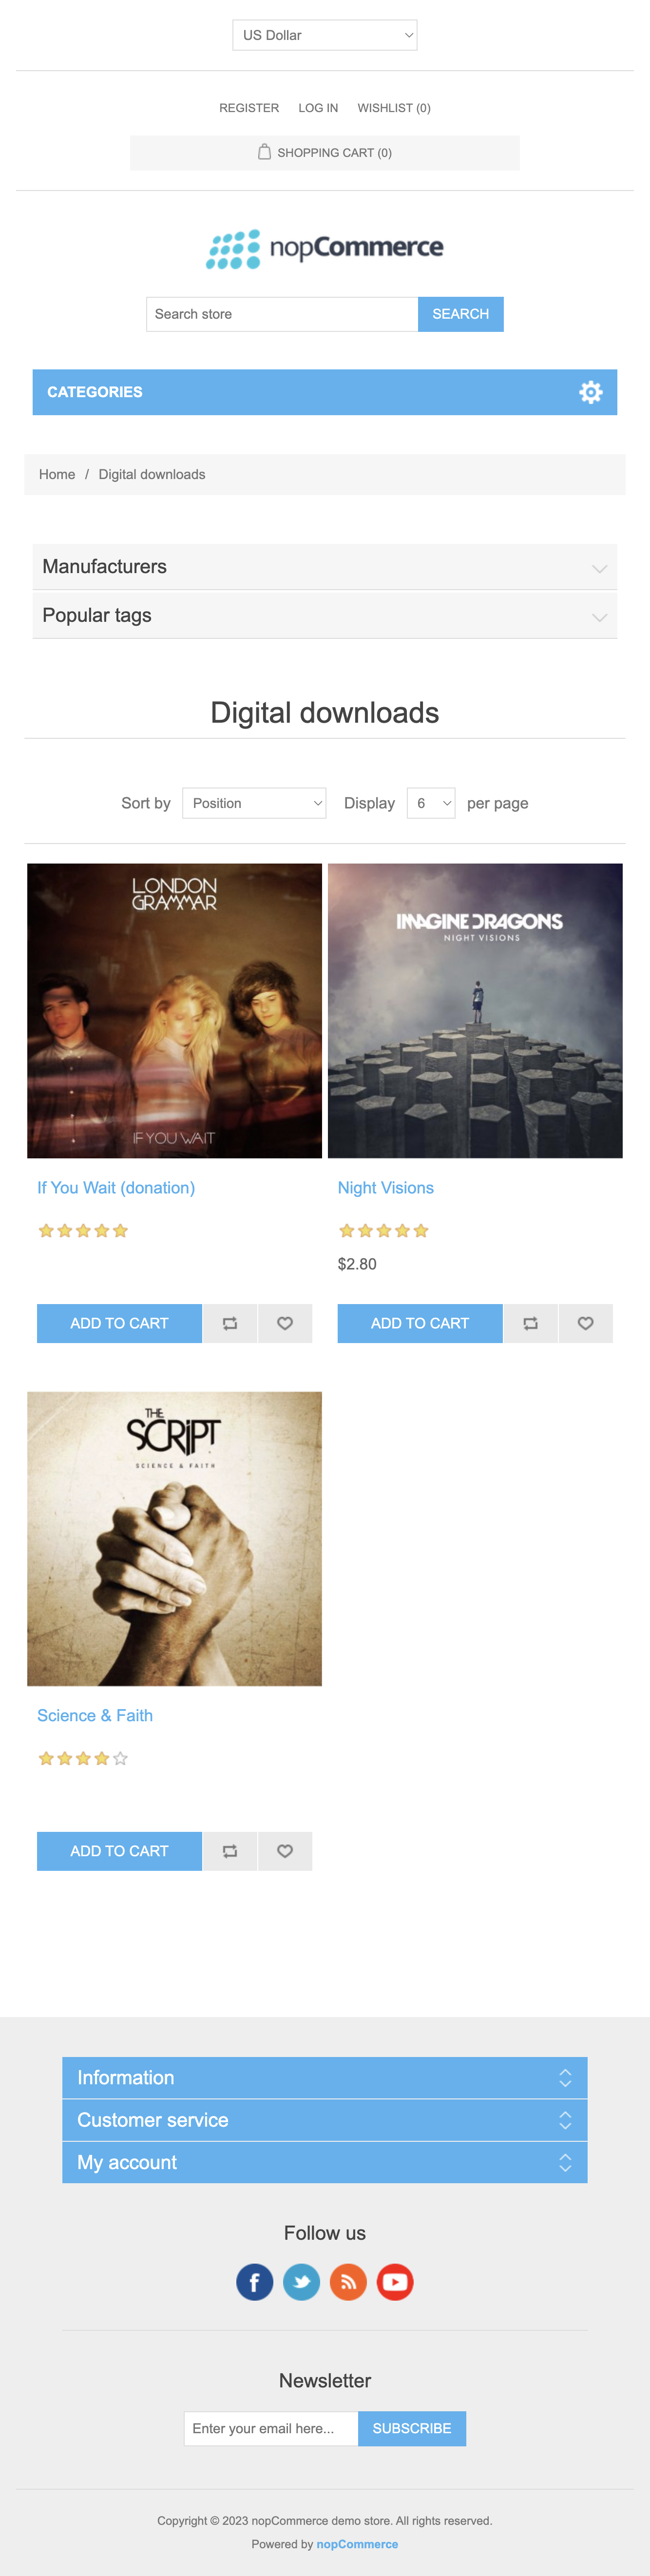 US Dollar
REGISTER LOG IN WISHLIST (0)
SHOPPING CART (0)
nopCommerce
Search store SEARCH
CATEGORIES
Home / Digital downloads
Manufacturers
Popular tags
Digital downloads
Sort by Position Display 6 per page
LONDON
GRAMMAR
IF YOU WAIT
IMAGINE DRAGONS
NIGHT VISIONS
If You Wait (donation)
Night Visions
$2.80
ADD TO CART
ADD TO CART
THE
SCRIPT
SCIENCE & FAITH
Science & Faith
ADD TO CART
Information
Customer service
My account
Follow us
Newsletter
Enter your email here... SUBSCRIBE
Copyright © 2023 nopCommerce demo store. All rights reserved.
Powered by nopCommerce